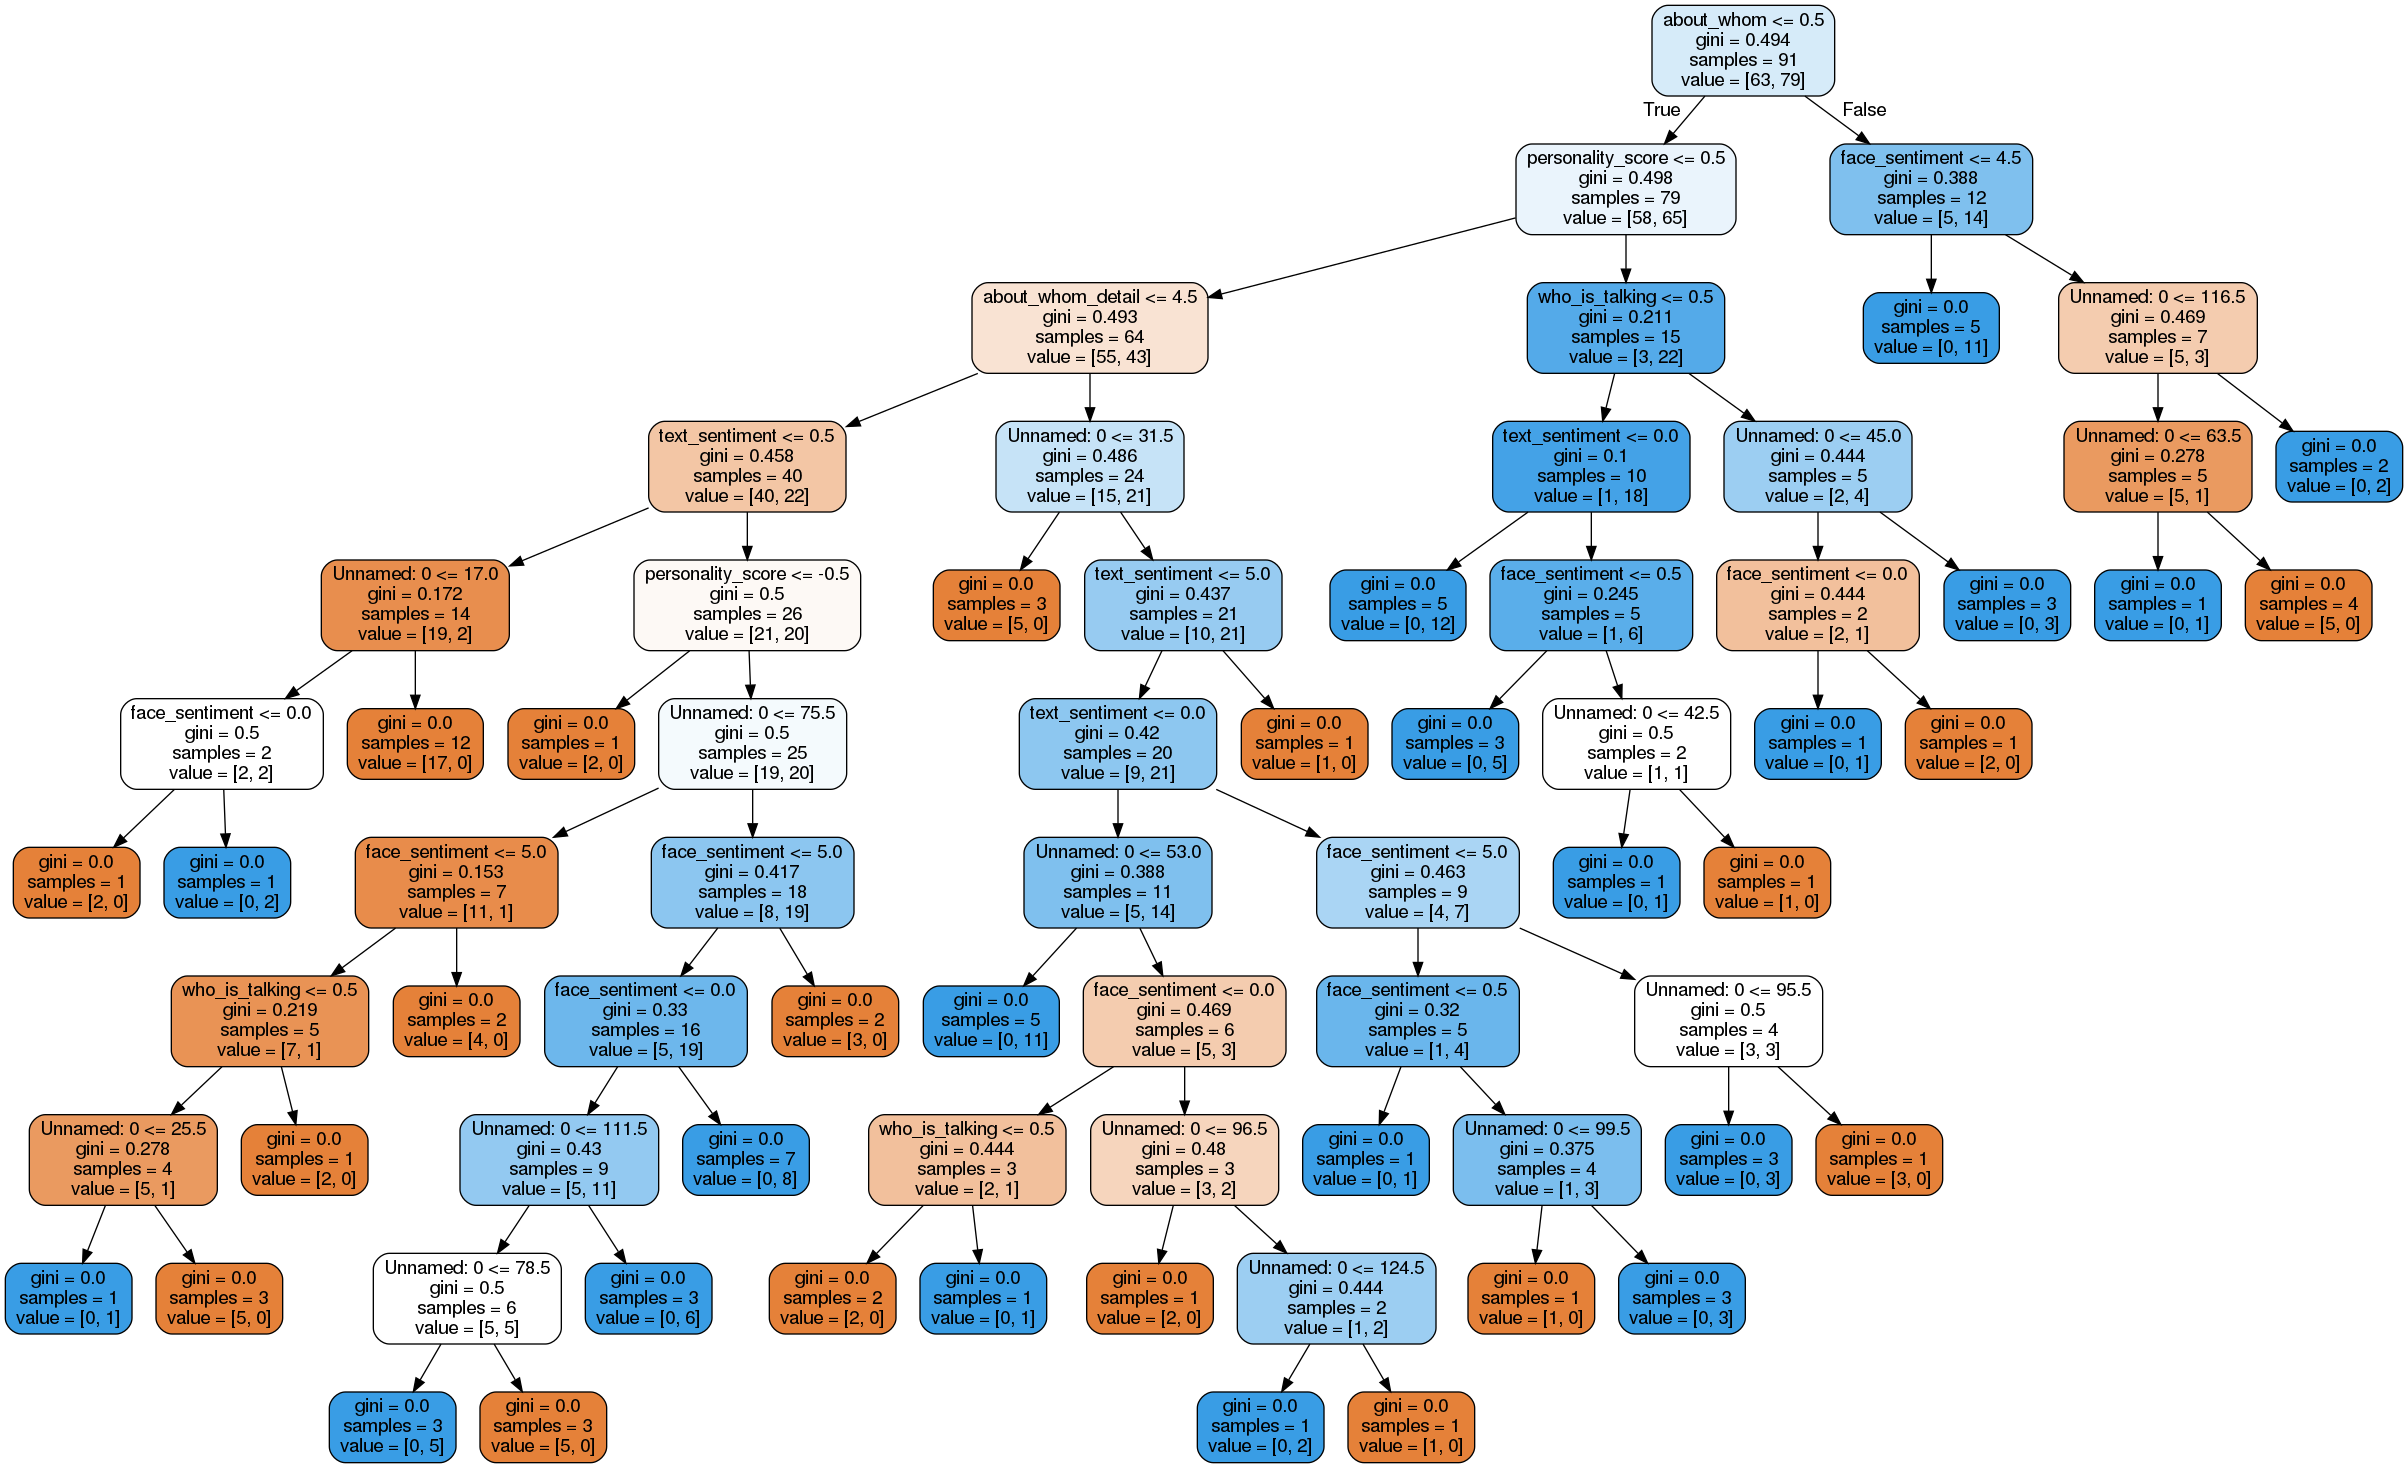 about_whom <= 0.5
gini = 0.494
samples = 91
value = [63, 79]
True
False
personality_score <= 0.5
gini = 0.498
samples = 79
value = [58, 65]
face_sentiment <= 4.5
gini = 0.388
samples = 12
value = [5, 14]
about_whom_detail <= 4.5
gini = 0.493
samples = 64
value = [55, 43]
who_is_talking <= 0.5
gini = 0.211
samples = 15
value = [3, 22]
gini = 0.0
samples = 5
value = [0, 11]
Unnamed: 0 <= 116.5
gini = 0.469
samples = 7
value = [5, 3]
text_sentiment <= 0.5
gini = 0.458
samples = 40
value = [40, 22]
Unnamed: 0 <= 31.5
gini = 0.486
samples = 24
value = [15, 21]
text_sentiment <= 0.0
gini = 0.1
samples = 10
value = [1, 18]
Unnamed: 0 <= 45.0
gini = 0.444
samples = 5
value = [2, 4]
Unnamed: 0 <= 63.5
gini = 0.278
samples = 5
value = [5, 1]
gini = 0.0
samples = 2
value = [0, 2]
Unnamed: 0 <= 17.0
gini = 0.172
samples = 14
value = [19, 2]
personality_score <= -0.5
gini = 0.5
samples = 26
value = [21, 20]
gini = 0.0
samples = 3
value = [5, 0]
text_sentiment <= 5.0
gini = 0.437
samples = 21
value = [10, 21]
gini = 0.0
samples = 5
value = [0, 12]
face_sentiment <= 0.5
gini = 0.245
samples = 5
value = [1, 6]
face_sentiment <= 0.0
gini = 0.444
samples = 2
value = [2, 1]
gini = 0.0
samples = 3
value = [0, 3]
gini = 0.0
samples = 1
value = [0, 1]
gini = 0.0
samples = 4
value = [5, 0]
face_sentiment <= 0.0
gini = 0.5
samples = 2
value = [2, 2]
gini = 0.0
samples = 12
value = [17, 0]
gini = 0.0
samples = 1
value = [2, 0]
Unnamed: 0 <= 75.5
gini = 0.5
samples = 25
value = [19, 20]
text_sentiment <= 0.0
gini = 0.42
samples = 20
value = [9, 21]
gini = 0.0
samples = 1
value = [1, 0]
gini = 0.0
samples = 3
value = [0, 5]
Unnamed: 0 <= 42.5
gini = 0.5
samples = 2
value = [1, 1]
gini = 0.0
samples = 1
value = [0, 1]
gini = 0.0
samples = 1
value = [2, 0]
gini = 0.0
samples = 1
value = [2, 0]
gini = 0.0
samples = 1
value = [0, 2]
face_sentiment <= 5.0
gini = 0.153
samples = 7
value = [11, 1]
face_sentiment <= 5.0
gini = 0.417
samples = 18
value = [8, 19]
Unnamed: 0 <= 53.0
gini = 0.388
samples = 11
value = [5, 14]
face_sentiment <= 5.0
gini = 0.463
samples = 9
value = [4, 7]
gini = 0.0
samples = 1
value = [0, 1]
gini = 0.0
samples = 1
value = [1, 0]
who_is_talking <= 0.5
gini = 0.219
samples = 5
value = [7, 1]
gini = 0.0
samples = 2
value = [4, 0]
face_sentiment <= 0.0
gini = 0.33
samples = 16
value = [5, 19]
gini = 0.0
samples = 2
value = [3, 0]
gini = 0.0
samples = 5
value = [0, 11]
face_sentiment <= 0.0
gini = 0.469
samples = 6
value = [5, 3]
face_sentiment <= 0.5
gini = 0.32
samples = 5
value = [1, 4]
Unnamed: 0 <= 95.5
gini = 0.5
samples = 4
value = [3, 3]
Unnamed: 0 <= 25.5
gini = 0.278
samples = 4
value = [5, 1]
gini = 0.0
samples = 1
value = [2, 0]
Unnamed: 0 <= 111.5
gini = 0.43
samples = 9
value = [5, 11]
gini = 0.0
samples = 7
value = [0, 8]
who_is_talking <= 0.5
gini = 0.444
samples = 3
value = [2, 1]
Unnamed: 0 <= 96.5
gini = 0.48
samples = 3
value = [3, 2]
gini = 0.0
samples = 1
value = [0, 1]
Unnamed: 0 <= 99.5
gini = 0.375
samples = 4
value = [1, 3]
gini = 0.0
samples = 3
value = [0, 3]
gini = 0.0
samples = 1
value = [3, 0]
gini = 0.0
samples = 1
value = [0, 1]
gini = 0.0
samples = 3
value = [5, 0]
Unnamed: 0 <= 78.5
gini = 0.5
samples = 6
value = [5, 5]
gini = 0.0
samples = 3
value = [0, 6]
gini = 0.0
samples = 2
value = [2, 0]
gini = 0.0
samples = 1
value = [0, 1]
gini = 0.0
samples = 1
value = [2, 0]
Unnamed: 0 <= 124.5
gini = 0.444
samples = 2
value = [1, 2]
gini = 0.0
samples = 1
value = [1, 0]
gini = 0.0
samples = 3
value = [0, 3]
gini = 0.0
samples = 3
value = [0, 5]
gini = 0.0
samples = 3
value = [5, 0]
gini = 0.0
samples = 1
value = [0, 2]
gini = 0.0
samples = 1
value = [1, 0]